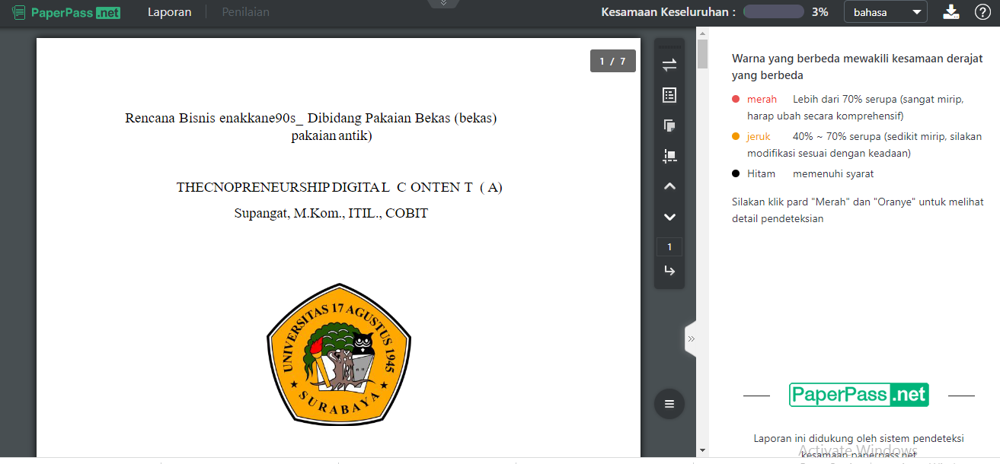 PaperPass .net Laporan Penilaian Kesamaan Keseluruhan : 3% bahasa ?
1 / 7
Rencana Bisnis enakkane90s_ Dibidang Pakaian Bekas (bekas)
pakaian antik)
THECNOPRENEURSHIP DIGITAL C ONTEN T ( A)
Supangat, M.Kom., ITIL., COBIT
UNIVERSITAS 17 AGUSTUS 1945
SURABAYA
1
Warna yang berbeda mewakili kesamaan derajat
yang berbeda
merah Lebih dari 70% serupa (sangat mirip,
harap ubah secara komprehensif)
jeruk 40% ~ 70% serupa (sedikit mirip, silakan
modifikasi sesuai dengan keadaan)
Hitam memenuhi syarat
Silakan klik pard "Merah" dan "Oranye" untuk melihat
detail pendeteksian
PaperPass .net
Laporan ini didukung oleh sistem pendeteksi
kesamaan paperpass.net
Activate Windows